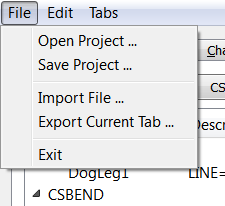 File Edit Tabs
Open Project ...
Save Project ...
Import File ...
Export Current Tab ...
Exit
DogLeg1 LINE=
CSBEND